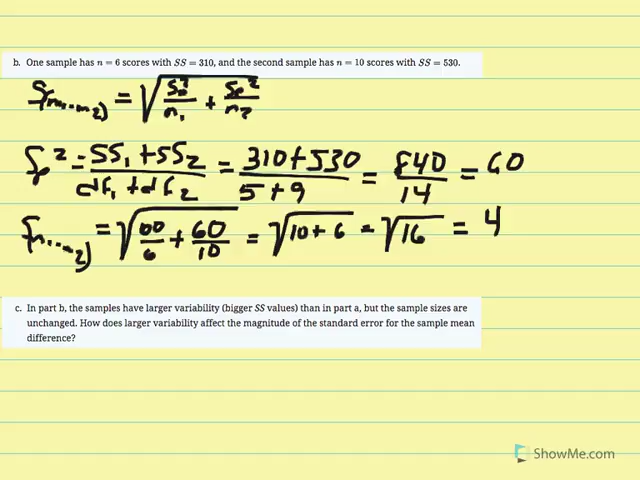 b. One sample has n = 6 scores with SS = 310, and the second sample has n = 10 scores with SS = 530.
S(m₁-m₂) = √(Sp²/n₁ + Sp²/n₂)
Sp² = SS₁ + SS₂ / df₁ + df₂ = 310 + 530 / 5 + 9 = 840 / 14 = 60
= √(60/6 + 60/10) = √(10 + 6) = √16 = 4
c. In part b, the samples have larger variability (bigger SS values) than in part a, but the sample sizes are
unchanged. How does larger variability affect the magnitude of the standard error for the sample mean
difference?
ShowMe.com